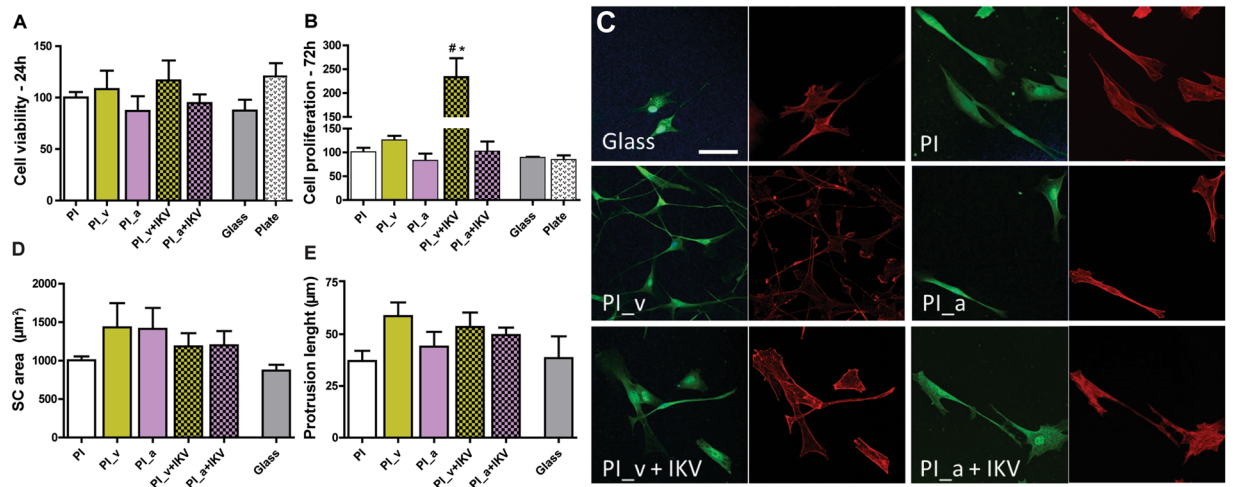 A
Cell viability - 24h
150
100
50
0
PI
PI_v
PI_a
PI_v+IKV
PI_a+IKV
Glass
Plate
B
Cell proliferation - 72h
300
250
200
150
100
150
100
50
0
# *
PI
PI_v
PI_a
PI_v+IKV
PI_a+IKV
Glass
Plate
C
Glass
PI
PI_v
PI_a
PI_v + IKV
PI_a + IKV
D
SC area (µm²)
2000
1500
1000
500
0
PI
PI_v
PI_a
PI_v+IKV
PI_a+IKV
Glass
E
Protrusion lenght (µm)
75
50
25
0
PI
PI_v
PI_a
PI_v+IKV
PI_a+IKV
Glass